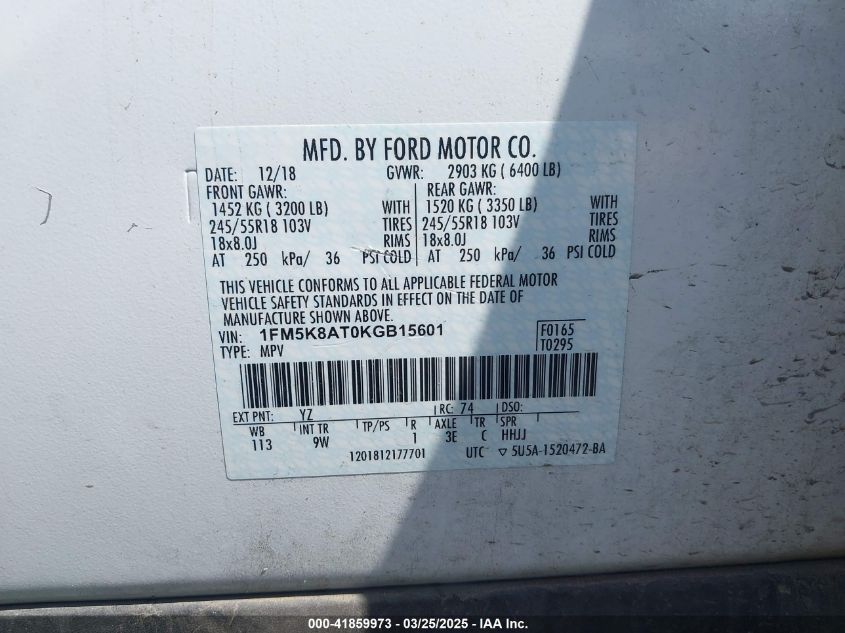 MFD. BY FORD MOTOR CO.
DATE: 12/18 GVWR: 2903 KG ( 6400 LB)
FRONT GAWR: REAR GAWR:
1452 KG ( 3200 LB) WITH 1520 KG ( 3350 LB) WITH
245/55R18 103V TIRES 245/55R18 103V TIRES
18x8.0J RIMS 18x8.0J RIMS
AT 250 kPa/ 36 PSI COLD AT 250 kPa/ 36 PSI COLD
THIS VEHICLE CONFORMS TO ALL APPLICABLE FEDERAL MOTOR
VEHICLE SAFETY STANDARDS IN EFFECT ON THE DATE OF
MANUFACTURE SHOWN ABOVE.
VIN: 1FM5K8AT0KGB15601 F0165
TYPE: MPV T0295
EXT PNT: YZ RC: 74 DSO:
WB INT TR TP/PS R AXLE TR SPR
113 9W 1 3E C HHJJ
1201812177701 UTC ▽ 5U5A-1520472-BA
000-41859973 - 03/25/2025 - IAA Inc.